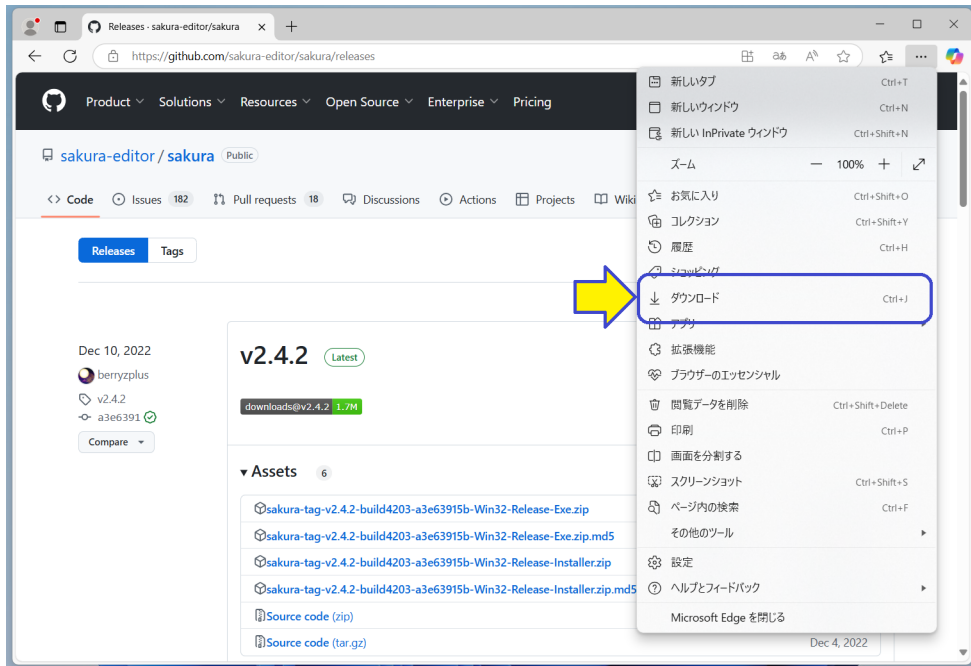 Releases · sakura-editor/sakura
https://github.com/sakura-editor/sakura/releases
Product
Solutions
Resources
Open Source
Enterprise
Pricing
sakura-editor / sakura Public
Code
Issues 182
Pull requests 18
Discussions
Actions
Projects
Wiki
Releases
Tags
Dec 10, 2022
berryzplus
v2.4.2
a3e6391
Compare
v2.4.2 Latest
downloads@v2.4.2 1.7M
Assets 6
sakura-tag-v2.4.2-build4203-a3e63915b-Win32-Release-Exe.zip
sakura-tag-v2.4.2-build4203-a3e63915b-Win32-Release-Exe.zip.md5
sakura-tag-v2.4.2-build4203-a3e63915b-Win32-Release-Installer.zip
sakura-tag-v2.4.2-build4203-a3e63915b-Win32-Release-Installer.zip.md5
Source code (zip)
Source code (tar.gz)
Dec 4, 2022
新しいタブ Ctrl+T
新しいウィンドウ Ctrl+N
新しい InPrivate ウィンドウ Ctrl+Shift+N
ズーム 100%
お気に入り Ctrl+Shift+O
コレクション Ctrl+Shift+Y
履歴 Ctrl+H
ショッピング
ダウンロード Ctrl+J
アプリ
拡張機能
ブラウザーのエッセンシャル
閲覧データを削除 Ctrl+Shift+Delete
印刷 Ctrl+P
画面を分割する
スクリーンショット Ctrl+Shift+S
ページ内の検索 Ctrl+F
その他のツール
設定
ヘルプとフィードバック
Microsoft Edge を閉じる